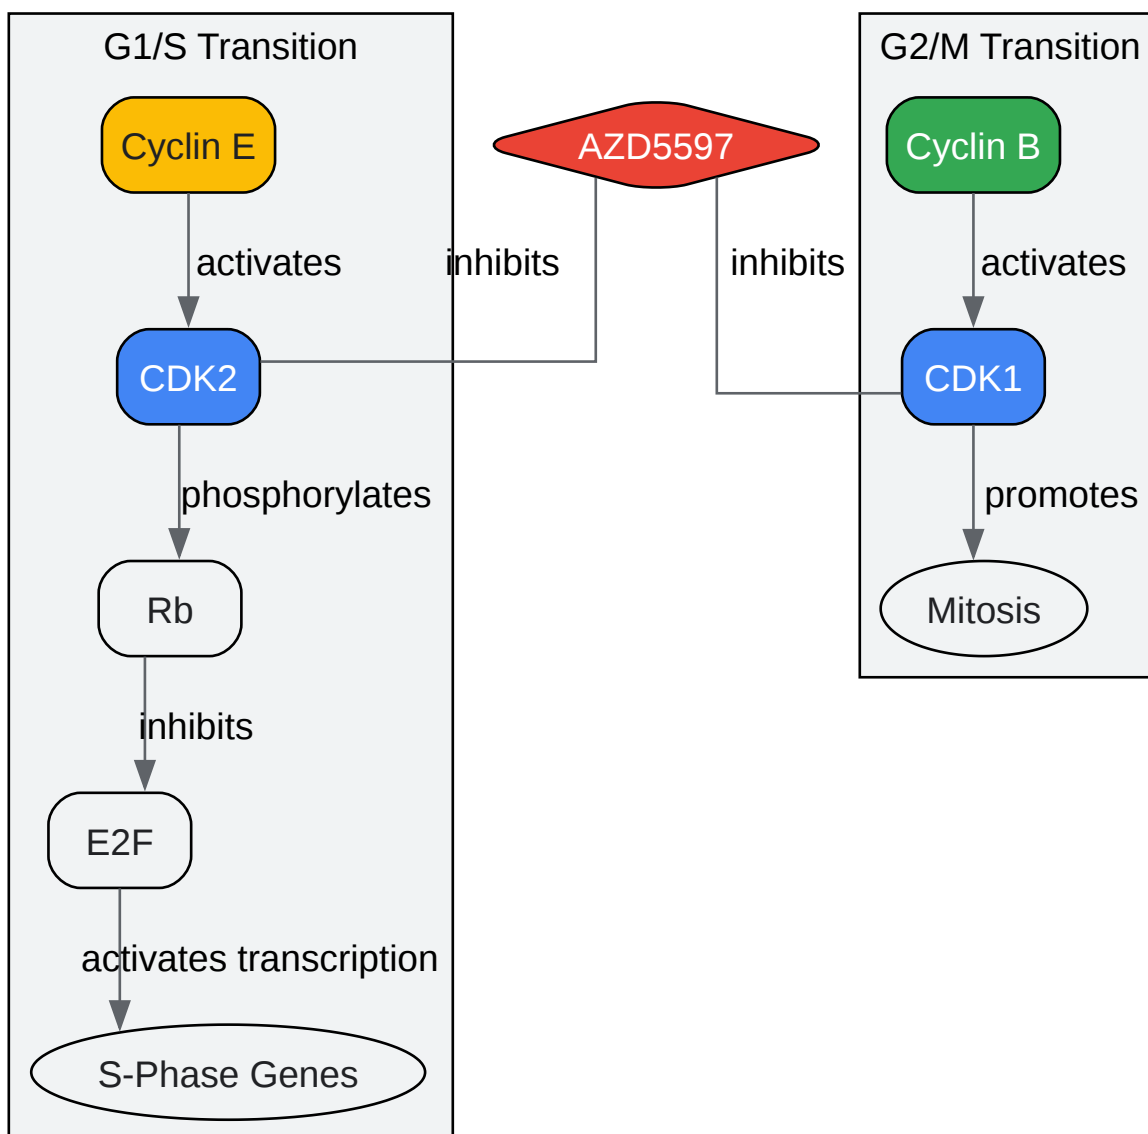 G1/S Transition
Cyclin E
activates
CDK2
phosphorylates
Rb
inhibits
E2F
activates transcription
S-Phase Genes
AZD5597
inhibits
inhibits
G2/M Transition
Cyclin B
activates
CDK1
promotes
Mitosis